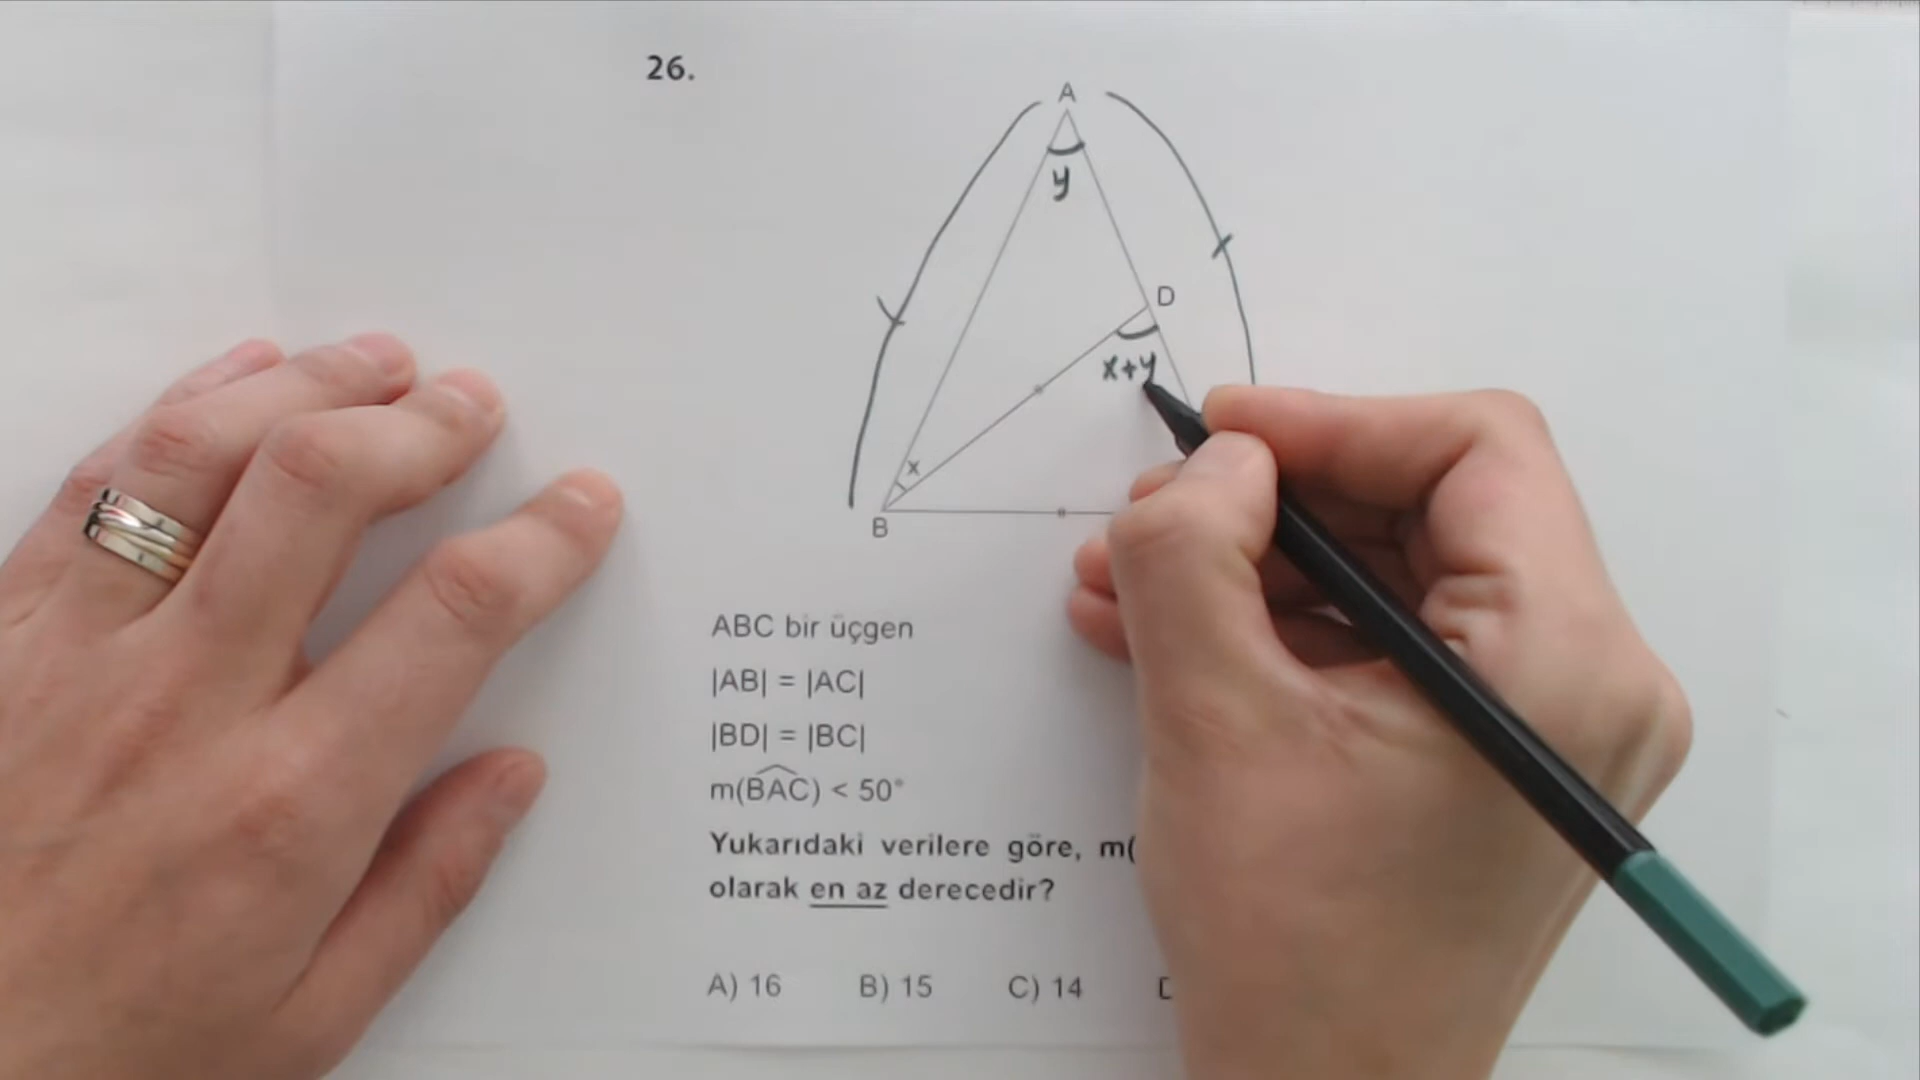 26.
A
y
D
x+y
x
B
ABC bir üçgen
|AB| = |AC|
|BD| = |BC|
m(BAC) < 50°
Yukarıdaki verilere göre, m(
olarak en az derecedir?
A) 16 B) 15 C) 14